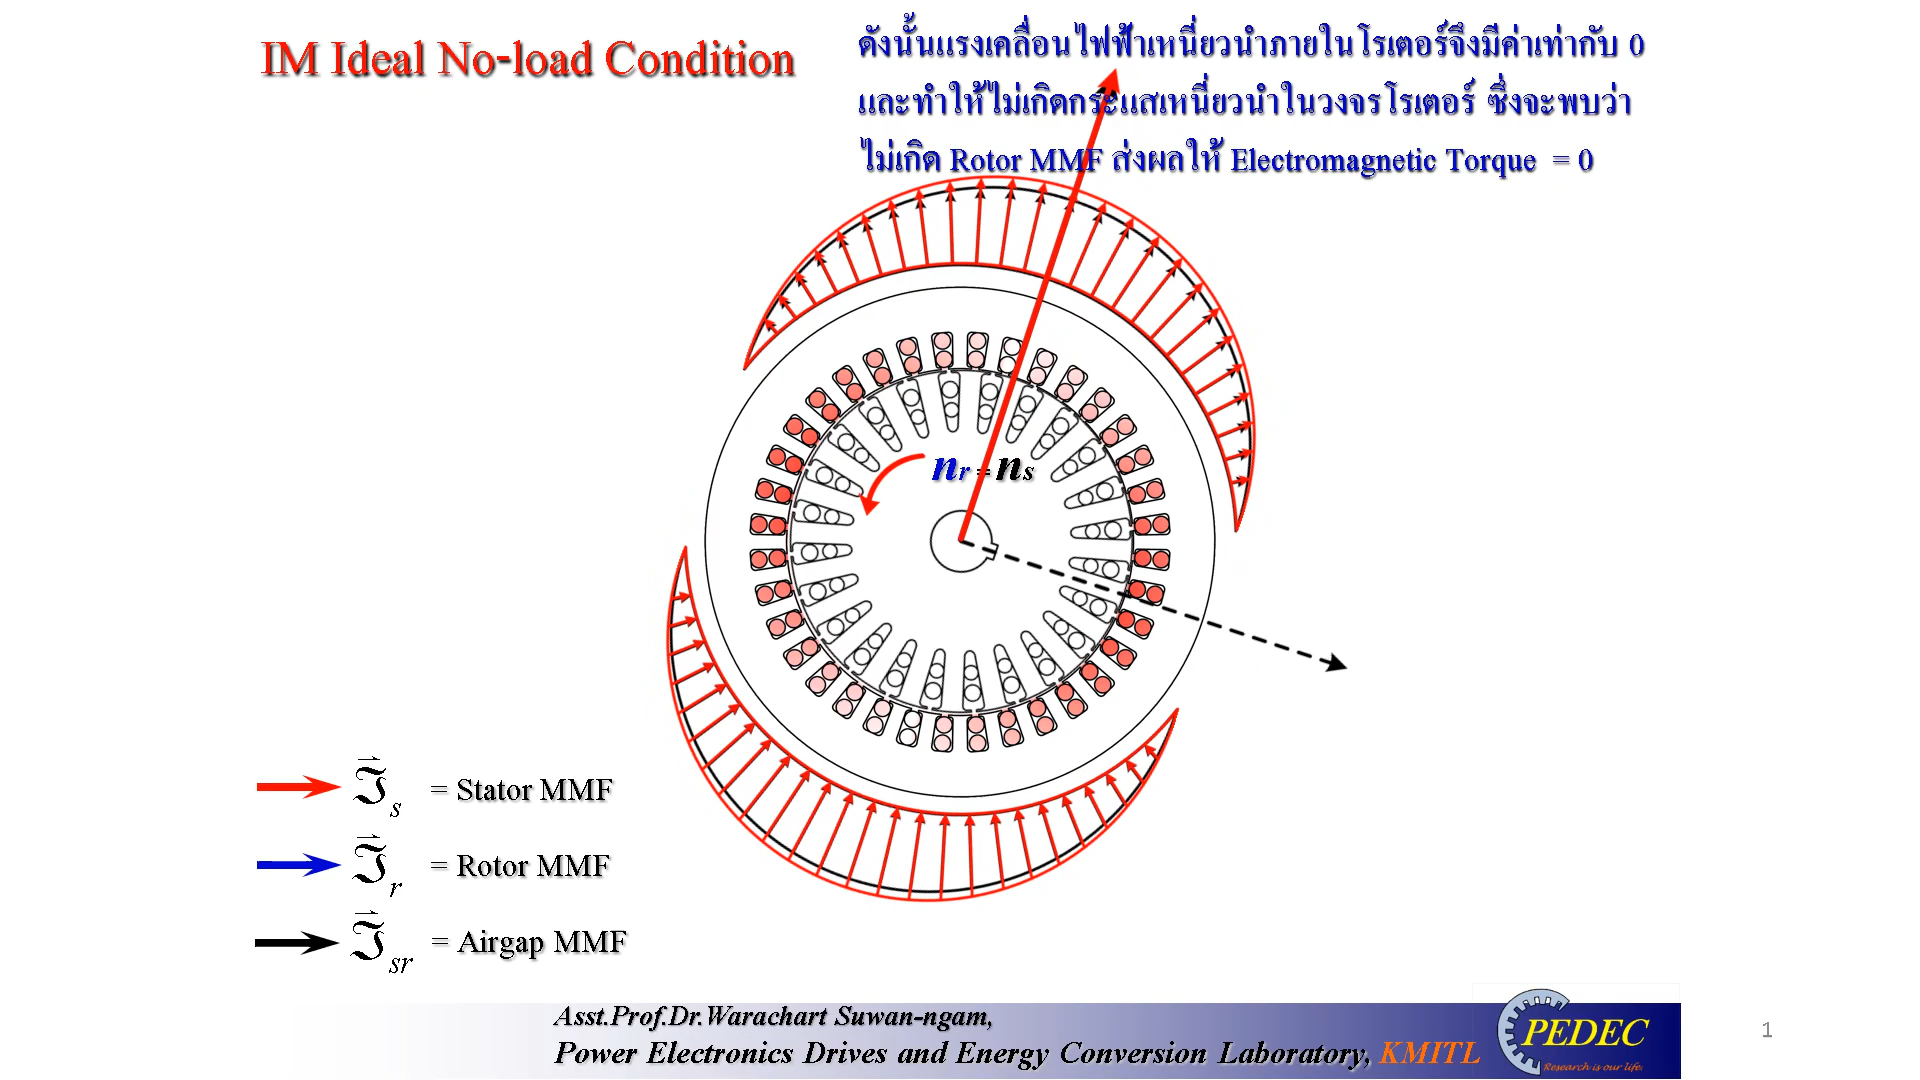 IM Ideal No-load Condition
ดังนั้นแรงเคลื่อนไฟฟ้าเหนี่ยวนำภายในโรเตอร์จึงมีค่าเท่ากับ 0
และทำให้ไม่เกิดกระแสเหนี่ยวนำในวงจรโรเตอร์ ซึ่งจะพบว่า
ไม่เกิด Rotor MMF ส่งผลให้ Electromagnetic Torque = 0
nr = ns
ℑs = Stator MMF
ℑr = Rotor MMF
ℑsr = Airgap MMF
Asst.Prof.Dr.Warachart Suwan-ngam,
Power Electronics Drives and Energy Conversion Laboratory, KMITL
PEDEC
Research is our life.
1